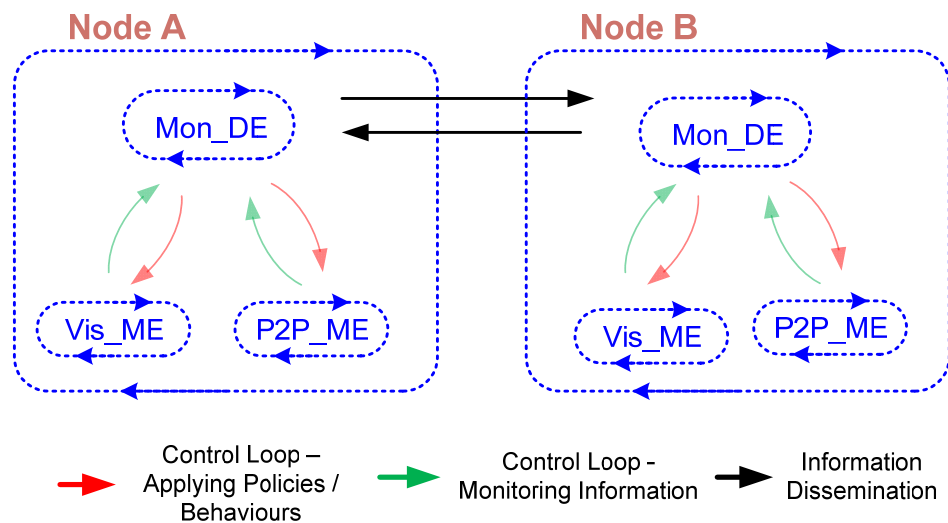 Node A
Node B
Mon_DE
Mon_DE
Vis_ME
P2P_ME
Vis_ME
P2P_ME
Control Loop –
Applying Policies /
Behaviours
Control Loop -
Monitoring Information
Information
Dissemination